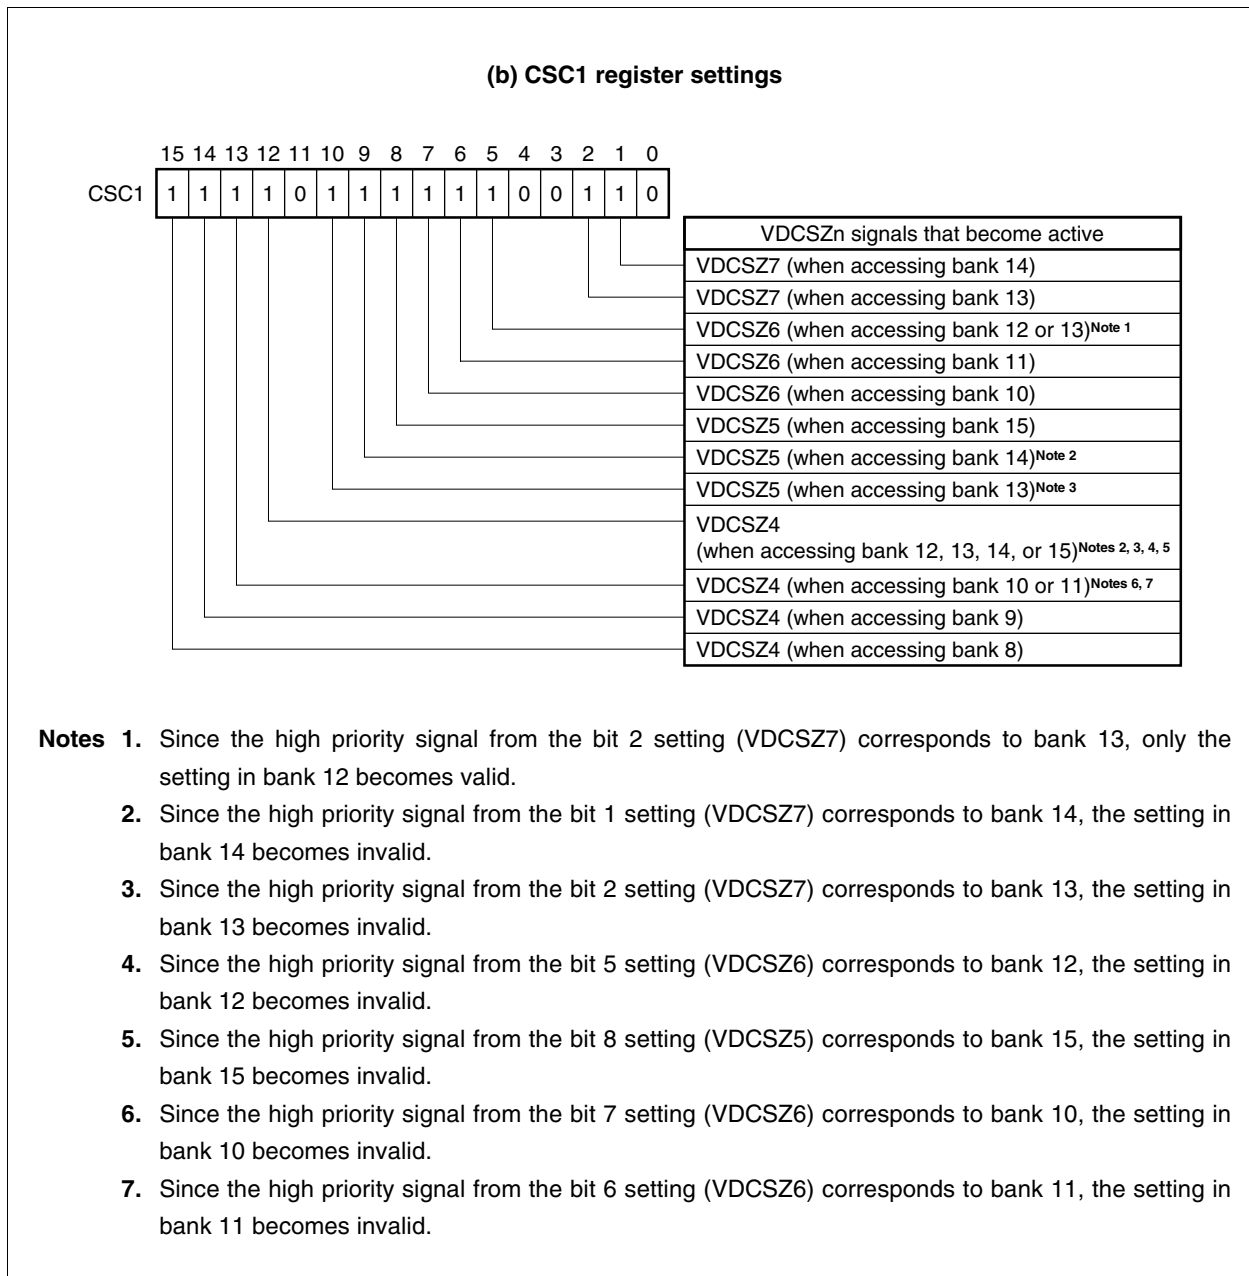 (b) CSC1 register settings
15 14 13 12 11 10 9 8 7 6 5 4 3 2 1 0
CSC1 1 1 1 1 0 1 1 1 1 1 1 0 0 1 1 0
VDCSZn signals that become active
VDCSZ7 (when accessing bank 14)
VDCSZ7 (when accessing bank 13)
VDCSZ6 (when accessing bank 12 or 13)Note 1
VDCSZ6 (when accessing bank 11)
VDCSZ6 (when accessing bank 10)
VDCSZ5 (when accessing bank 15)
VDCSZ5 (when accessing bank 14)Note 2
VDCSZ5 (when accessing bank 13)Note 3
VDCSZ4
(when accessing bank 12, 13, 14, or 15)Notes 2, 3, 4, 5
VDCSZ4 (when accessing bank 10 or 11)Notes 6, 7
VDCSZ4 (when accessing bank 9)
VDCSZ4 (when accessing bank 8)
Notes 1. Since the high priority signal from the bit 2 setting (VDCSZ7) corresponds to bank 13, only the
setting in bank 12 becomes valid.
2. Since the high priority signal from the bit 1 setting (VDCSZ7) corresponds to bank 14, the setting in
bank 14 becomes invalid.
3. Since the high priority signal from the bit 2 setting (VDCSZ7) corresponds to bank 13, the setting in
bank 13 becomes invalid.
4. Since the high priority signal from the bit 5 setting (VDCSZ6) corresponds to bank 12, the setting in
bank 12 becomes invalid.
5. Since the high priority signal from the bit 8 setting (VDCSZ5) corresponds to bank 15, the setting in
bank 15 becomes invalid.
6. Since the high priority signal from the bit 7 setting (VDCSZ6) corresponds to bank 10, the setting in
bank 10 becomes invalid.
7. Since the high priority signal from the bit 6 setting (VDCSZ6) corresponds to bank 11, the setting in
bank 11 becomes invalid.